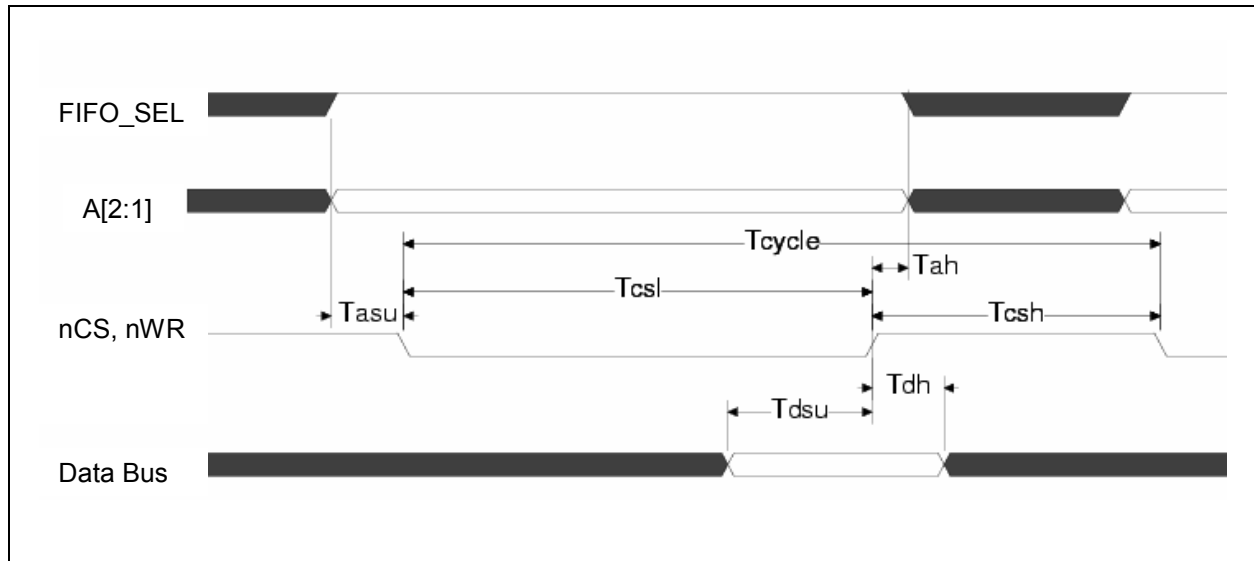 FIFO_SEL
A[2:1]
Tcycle
Tah
Tcsl
Tasu
Tcsh
nCS, nWR
Tdh
Tdsu
Data Bus